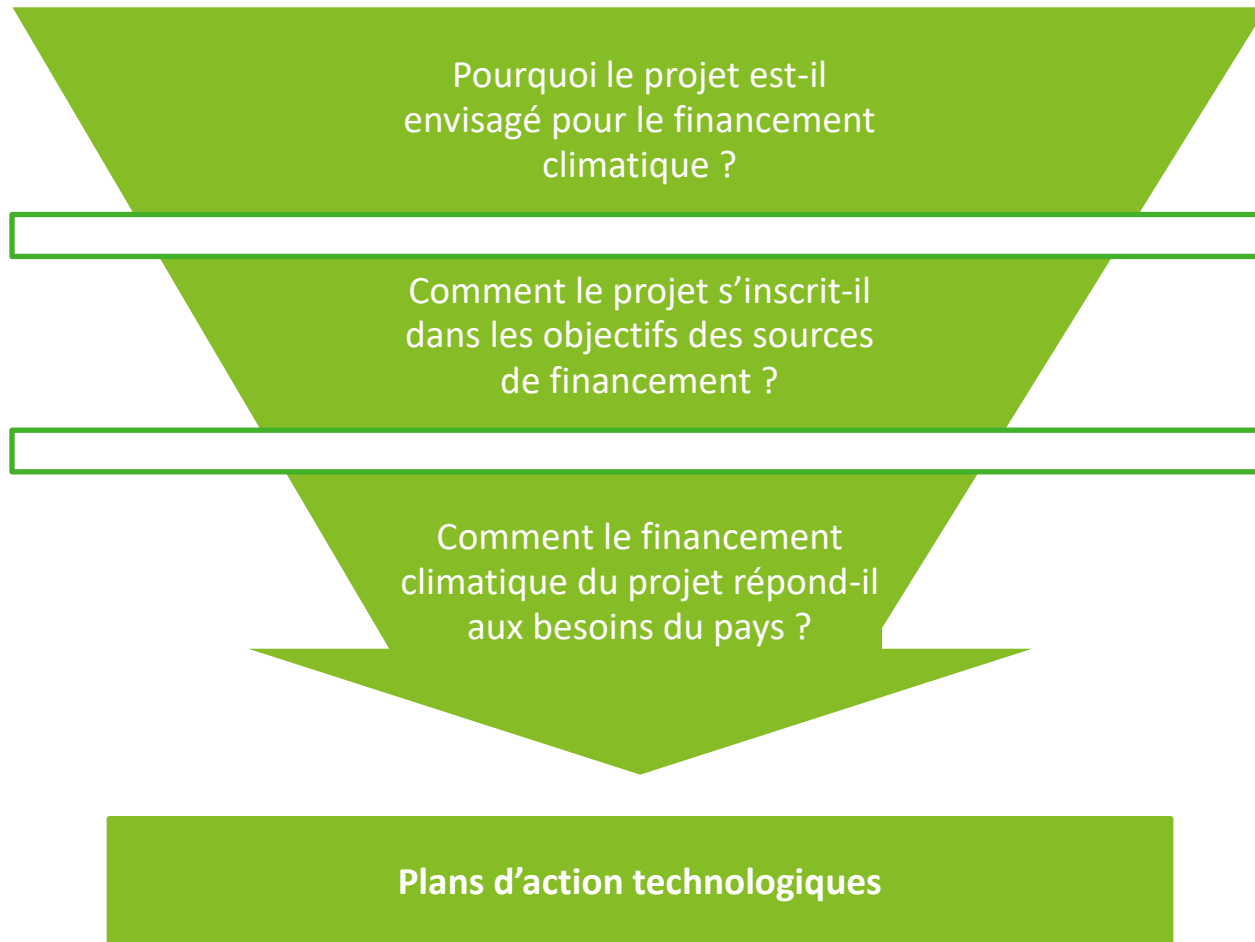 Pourquoi le projet est-il
envisagé pour le financement
climatique ?
Comment le projet s’inscrit-il
dans les objectifs des sources
de financement ?
Comment le financement
climatique du projet répond-il
aux besoins du pays ?
Plans d’action technologiques